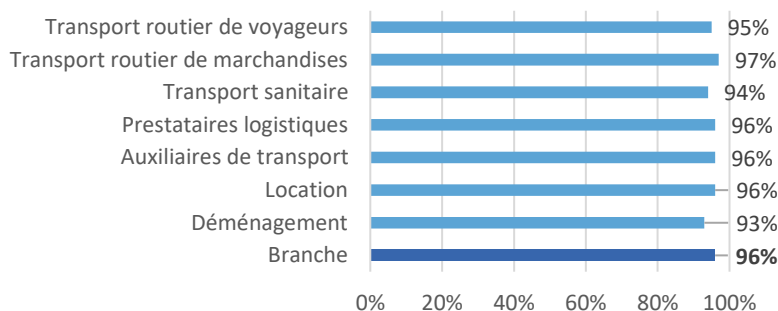 Transport routier de voyageurs 95%
Transport routier de marchandises 97%
Transport sanitaire 94%
Prestataires logistiques 96%
Auxiliaires de transport 96%
Location 96%
Déménagement 93%
Branche 96%
0% 20% 40% 60% 80% 100%